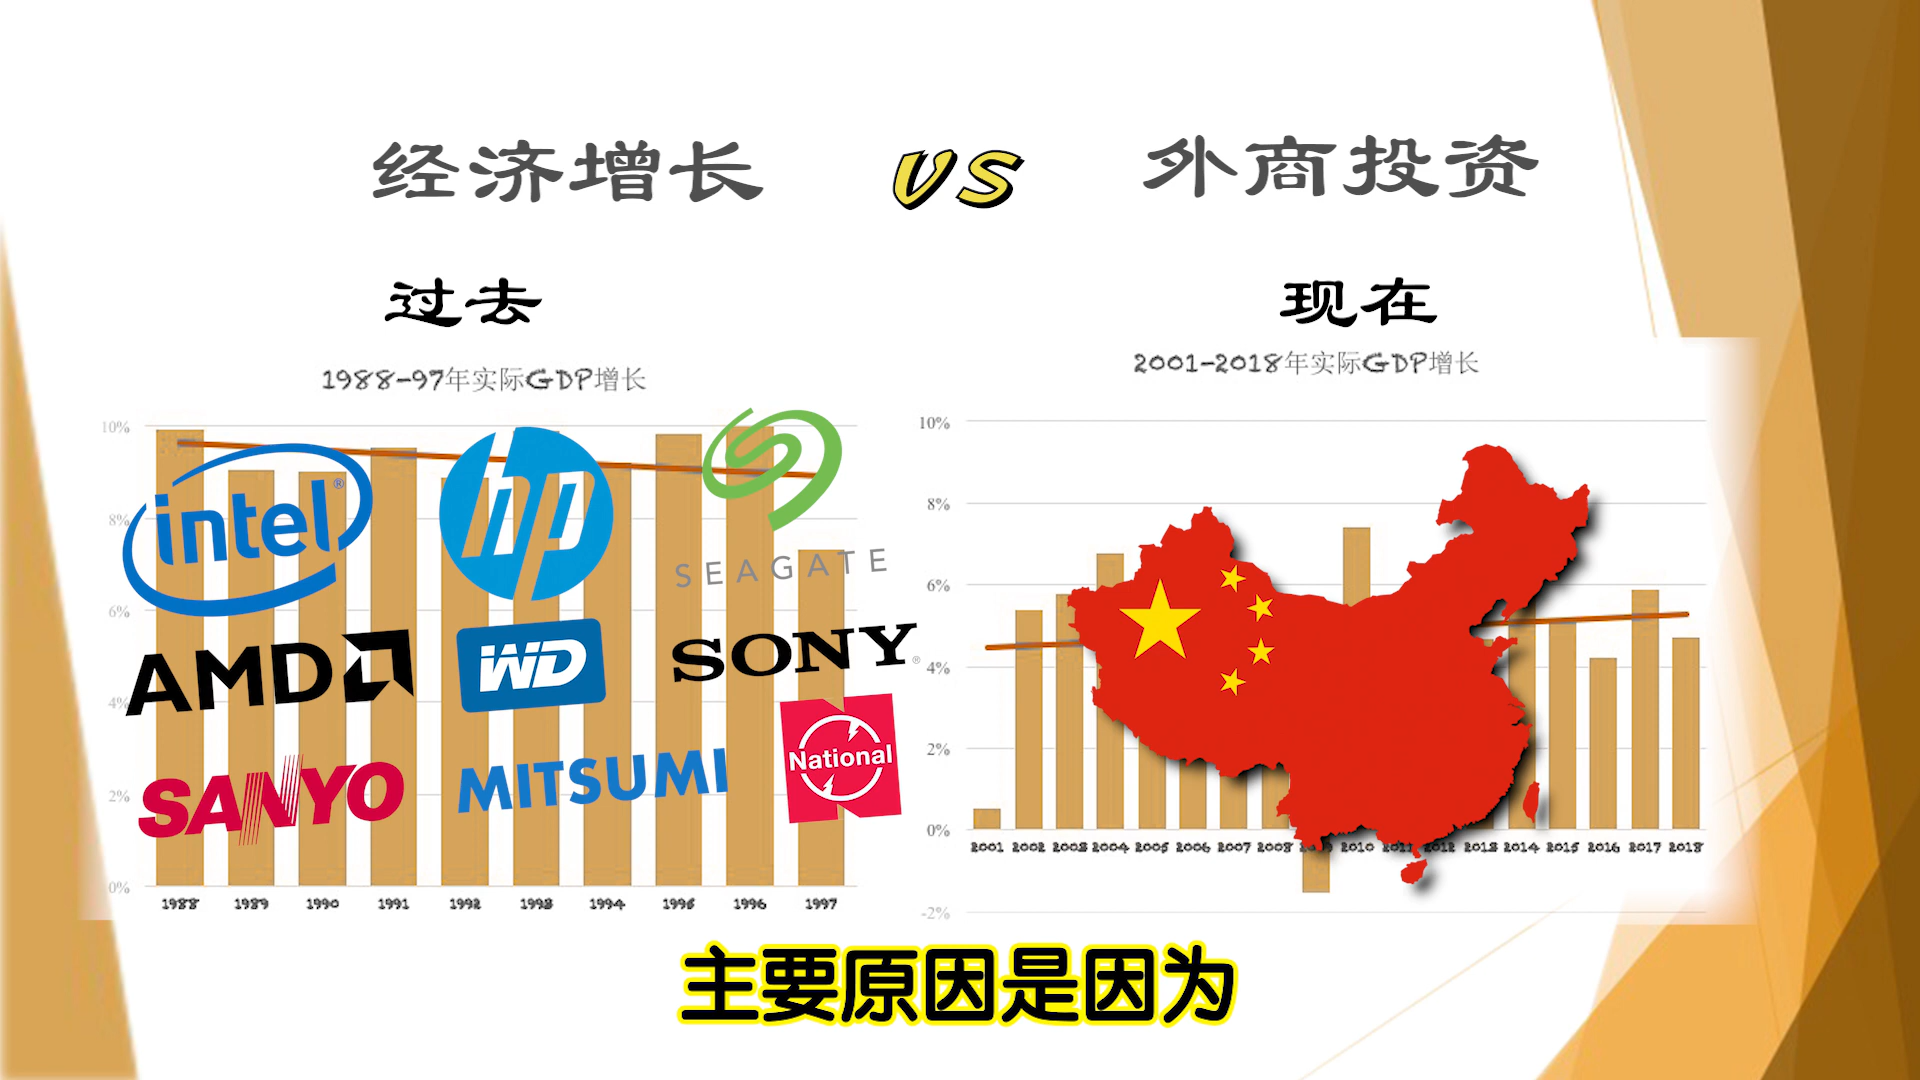 经济增长 VS 外商投资
过去
现在
1988-97年实际GDP增长
2001-2018年实际GDP增长
10%
8%
6%
4%
2%
0%
1988 1989 1990 1991 1992 1993 1994 1995 1996 1997
intel®
hp
SEAGATE
AMD
WD
SONY®
SANYO
MITSUMI
National
10%
8%
6%
4%
2%
0%
-2%
2001 2002 2003 2004 2005 2006 2007 2008 2010 2011 2012 2013 2014 2015 2016 2017 2018
主要原因是因为